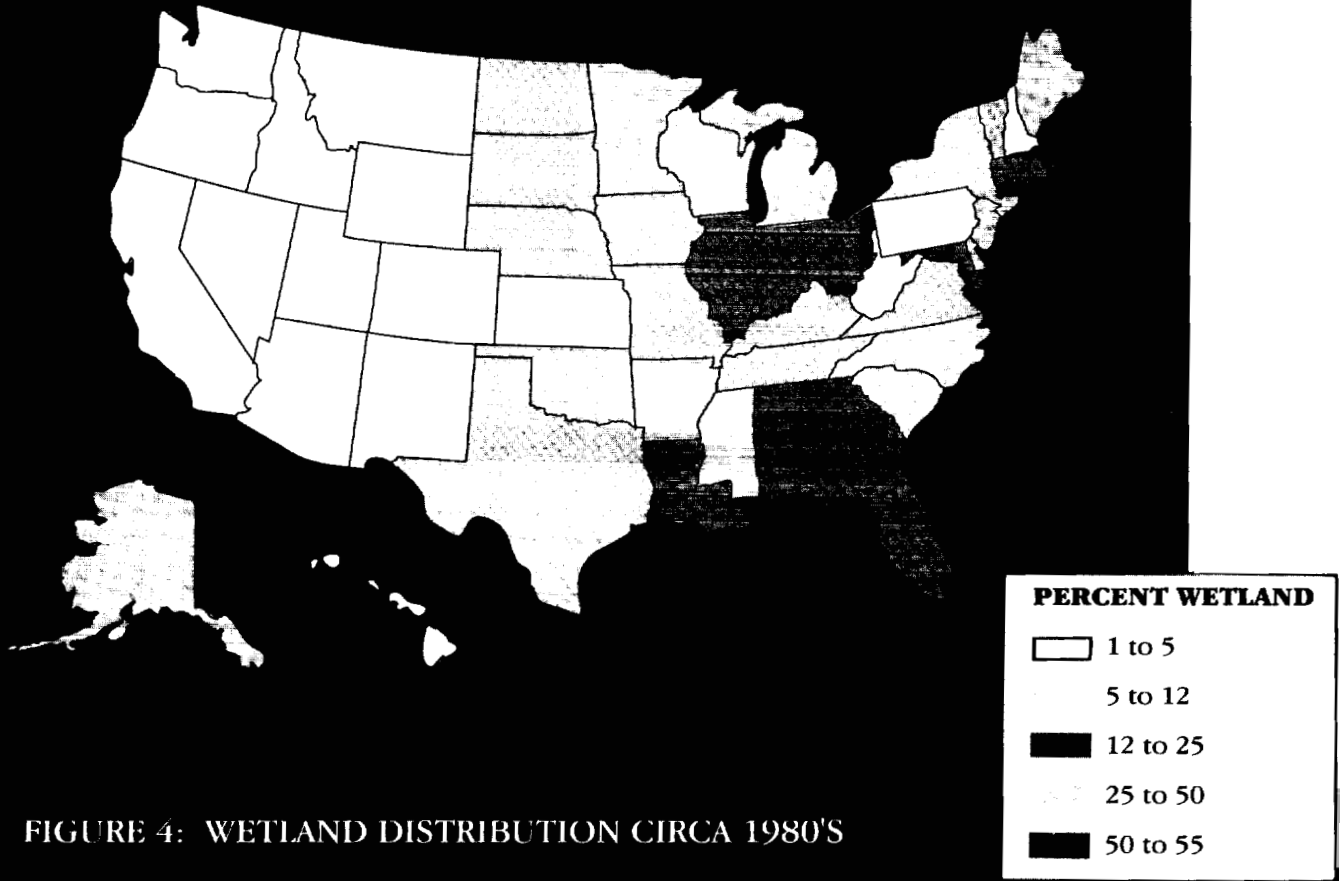 PERCENT WETLAND
1 to 5
5 to 12
12 to 25
25 to 50
50 to 55
FIGURE 4: WETLAND DISTRIBUTION CIRCA 1980'S